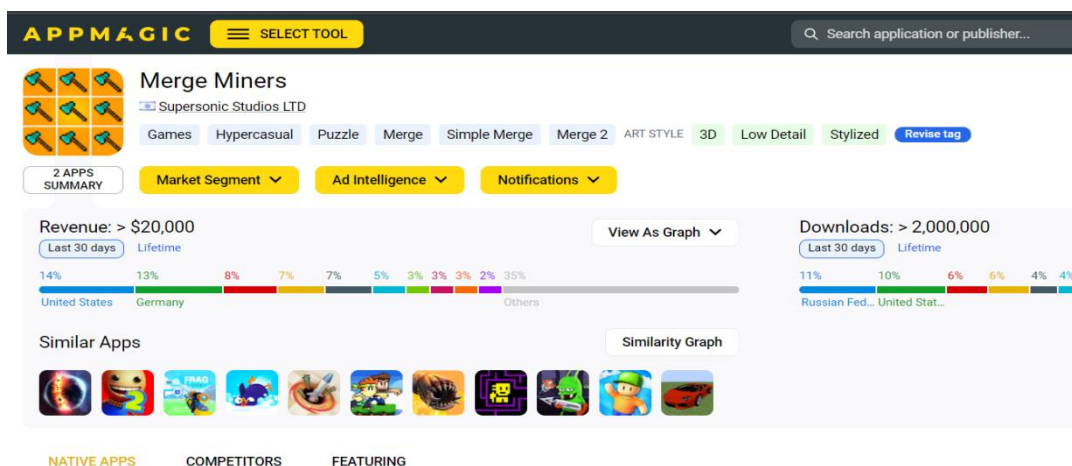 APPMAGIC SELECT TOOL Search application or publisher...
Merge Miners
Supersonic Studios LTD
Games Hypercasual Puzzle Merge Simple Merge Merge 2 ART STYLE 3D Low Detail Stylized Revise tag
2 APPS
SUMMARY
Market Segment Ad Intelligence Notifications
Revenue: > $20,000 View As Graph Downloads: > 2,000,000
Last 30 days Lifetime Last 30 days Lifetime
14% 13% 8% 7% 7% 5% 3% 3% 3% 2% 35% 11% 10% 6% 6% 4% 4%
United States Germany Others Russian Fed... United Stat...
Similar Apps Similarity Graph
FRAG
2
NATIVE APPS COMPETITORS FEATURING